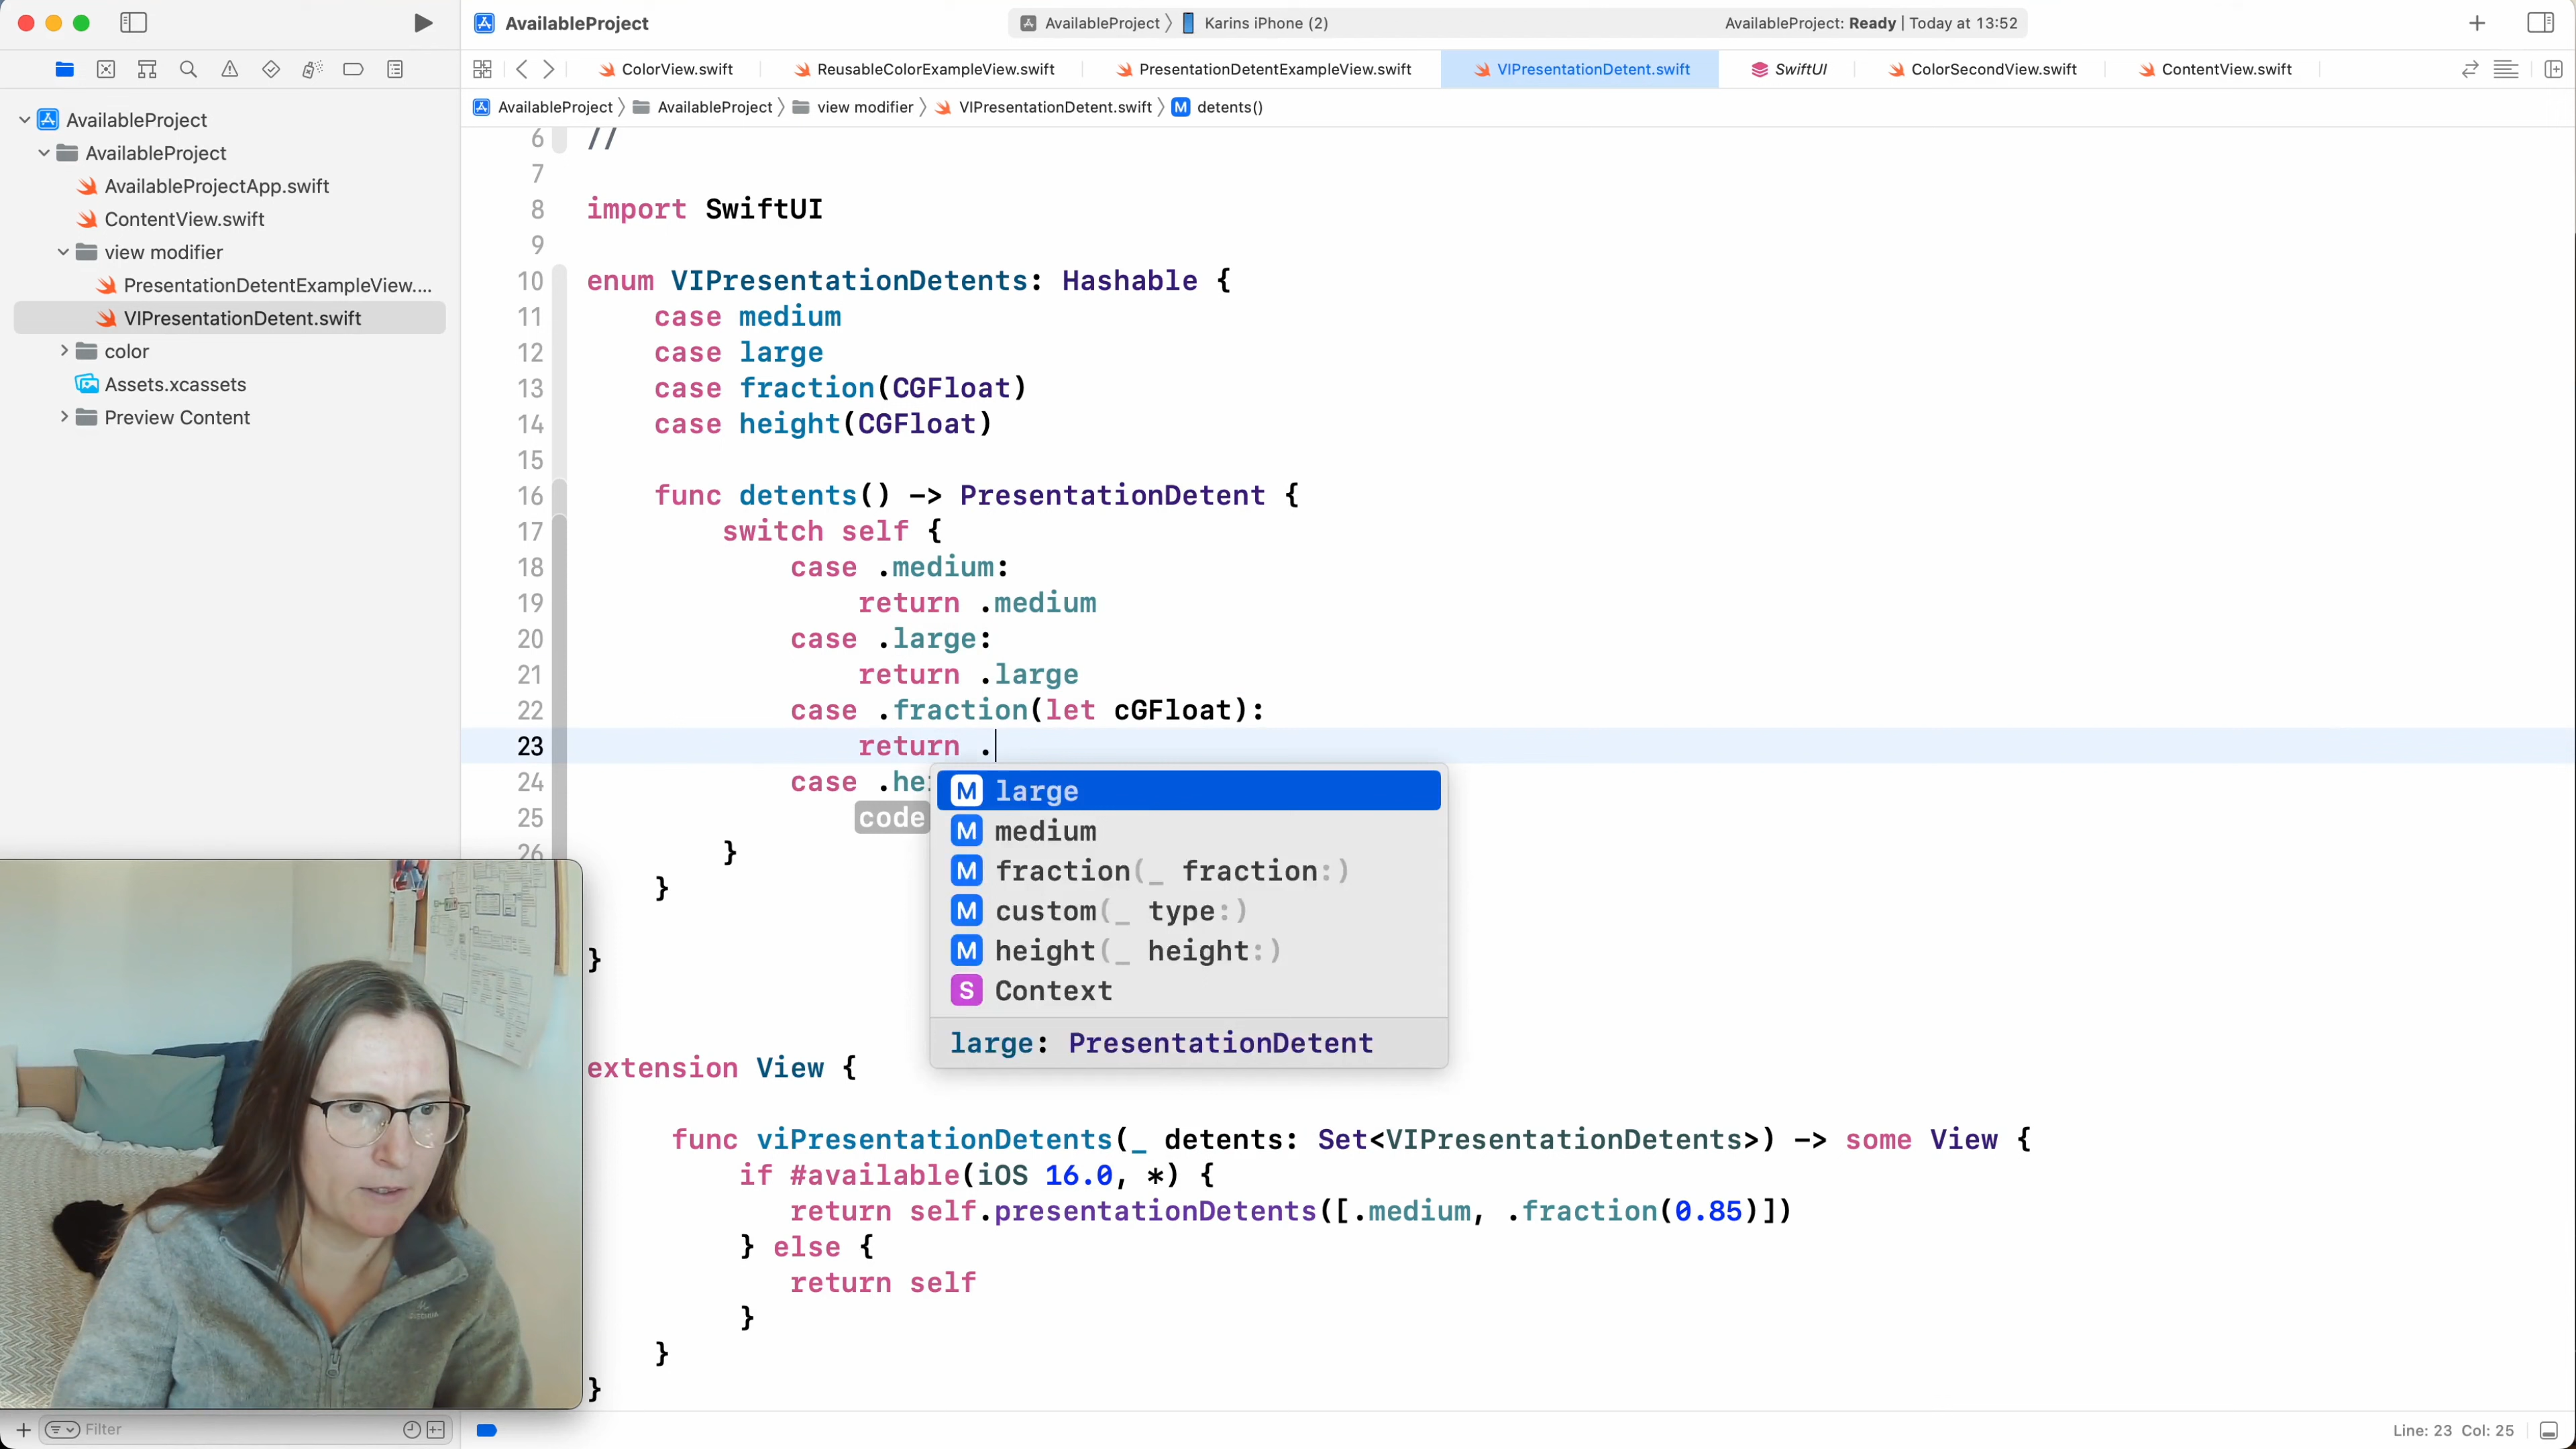 AvailableProject
AvailableProject
Karins iPhone (2)
AvailableProject: Ready | Today at 13:52
ColorView.swift
ReusableColorExampleView.swift
PresentationDetentExampleView.swift
VIPresentationDetent.swift
SwiftUI
ColorSecondView.swift
ContentView.swift
AvailableProject
AvailableProject
view modifier
VIPresentationDetent.swift
M
detents()
AvailableProject
AvailableProject
AvailableProjectApp.swift
ContentView.swift
view modifier
PresentationDetentExampleView....
VIPresentationDetent.swift
color
Assets.xcassets
Preview Content
6 //
7
8 import SwiftUI
9
10 enum VIPresentationDetents: Hashable {
11 case medium
12 case large
13 case fraction(CGFloat)
14 case height(CGFloat)
15
16 func detents() -> PresentationDetent {
17 switch self {
18 case .medium:
19 return .medium
20 case .large:
21 return .large
22 case .fraction(let cGFloat):
23 return .
24 case .hei
25 code
26 }
}
}
M large
M medium
M fraction(_ fraction:)
M custom(_ type:)
M height(_ height:)
S Context
large: PresentationDetent
extension View {
func viPresentationDetents(_ detents: Set<VIPresentationDetents>) -> some View {
if #available(iOS 16.0, *) {
return self.presentationDetents([.medium, .fraction(0.85)])
} else {
return self
}
}
}
Filter
Line: 23 Col: 25